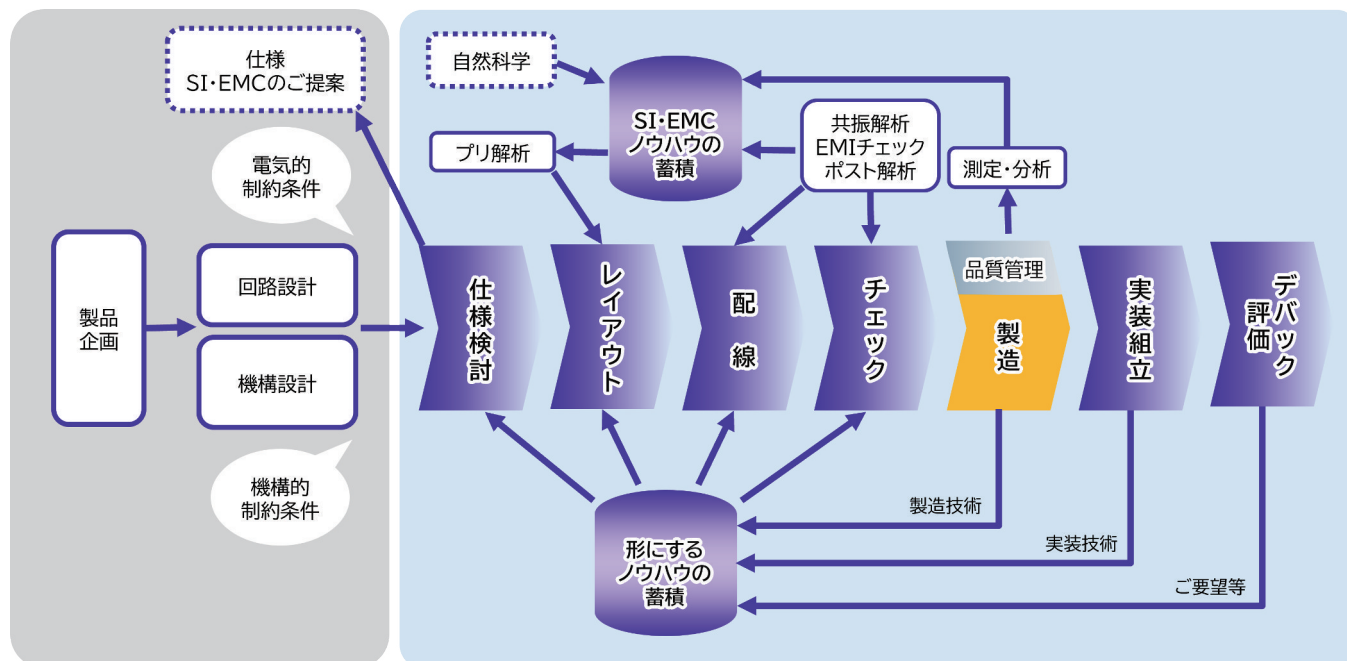 仕様
SI・EMCのご提案
電気的
制約条件
製品
企画
回路設計
機構設計
機構的
制約条件
自然科学
SI・EMC
ノウハウの
蓄積
プリ解析
共振解析
EMIチェック
ポスト解析
測定・分析
仕様検討
レイアウト
配線
チェック
品質管理
製造
実装組立
デバック
評価
製造技術
実装技術
ご要望等
形にする
ノウハウの
蓄積